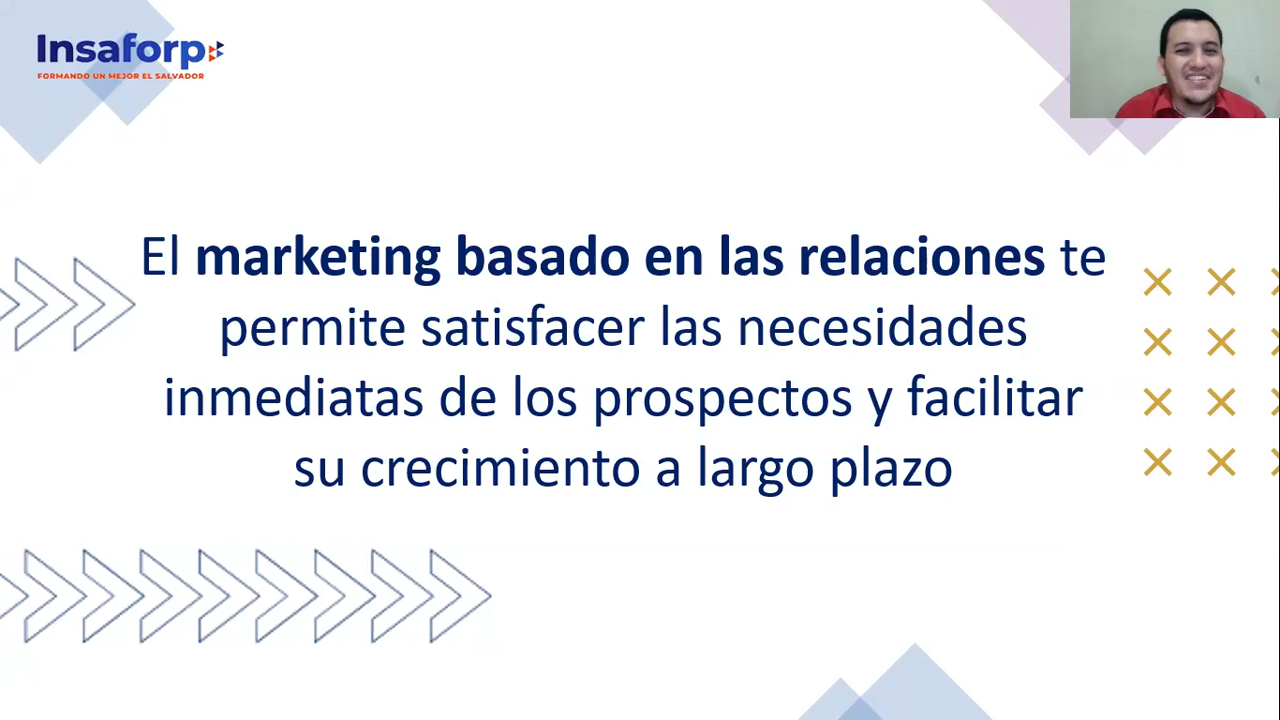 Insaforp
FORMANDO UN MEJOR EL SALVADOR
El marketing basado en las relaciones te
permite satisfacer las necesidades
inmediatas de los prospectos y facilitar
su crecimiento a largo plazo